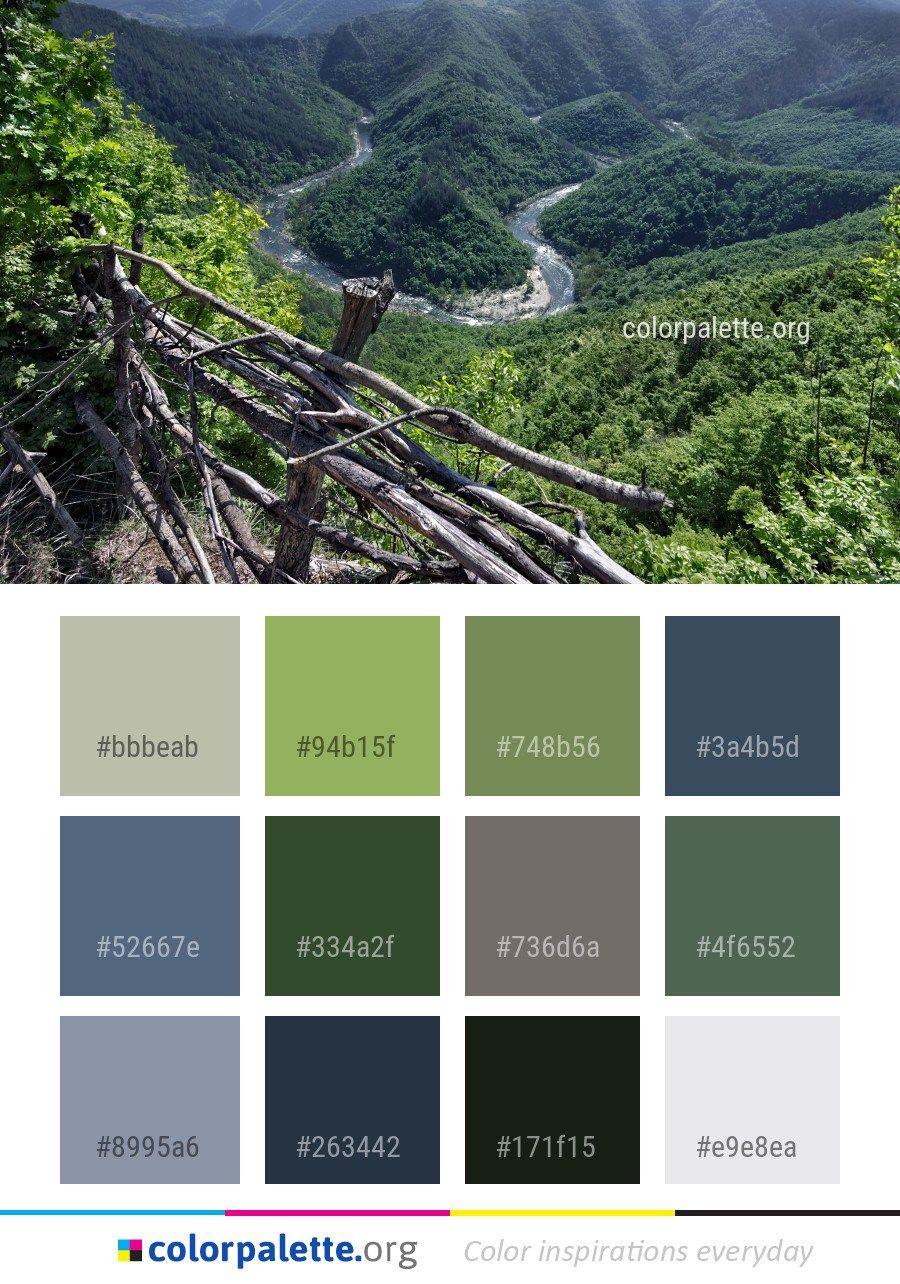 colorpalette.org
#bbbeab #94b15f #748b56 #3a4b5d
#52667e #334a2f #736d6a #4f6552
#8995a6 #263442 #171f15 #e9e8ea
colorpalette.org Color inspirations everyday